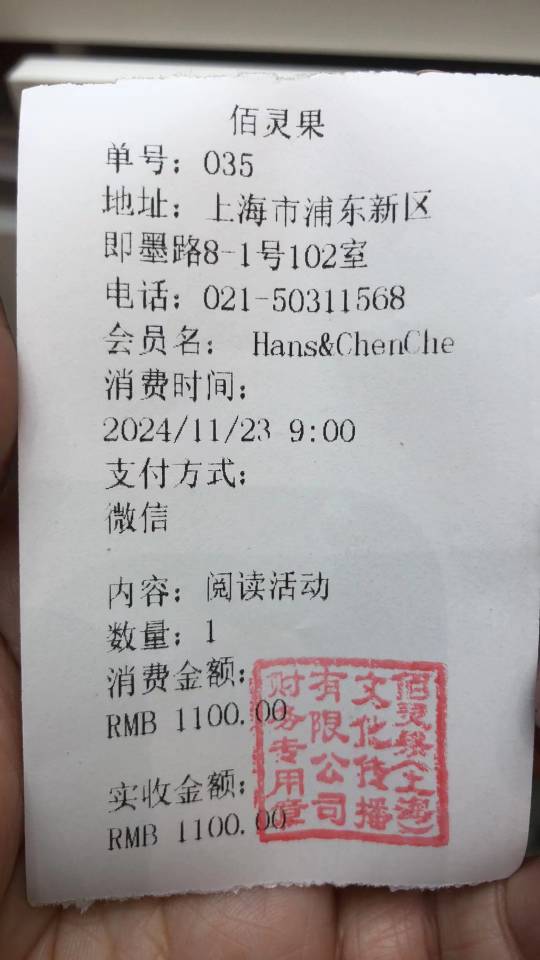 佰灵果
单号：035
地址：上海市浦东新区
即墨路8-1号102室
电话：021-50311568
会员名： Hans&ChenChe
消费时间：
2024/11/23 9:00
支付方式：
微信
内容：阅读活动
数量：1
消费金额：
RMB 1100.00
实收金额：
RMB 1100.00
佰灵果（上海）
文化传播
有限公司
财务专用章